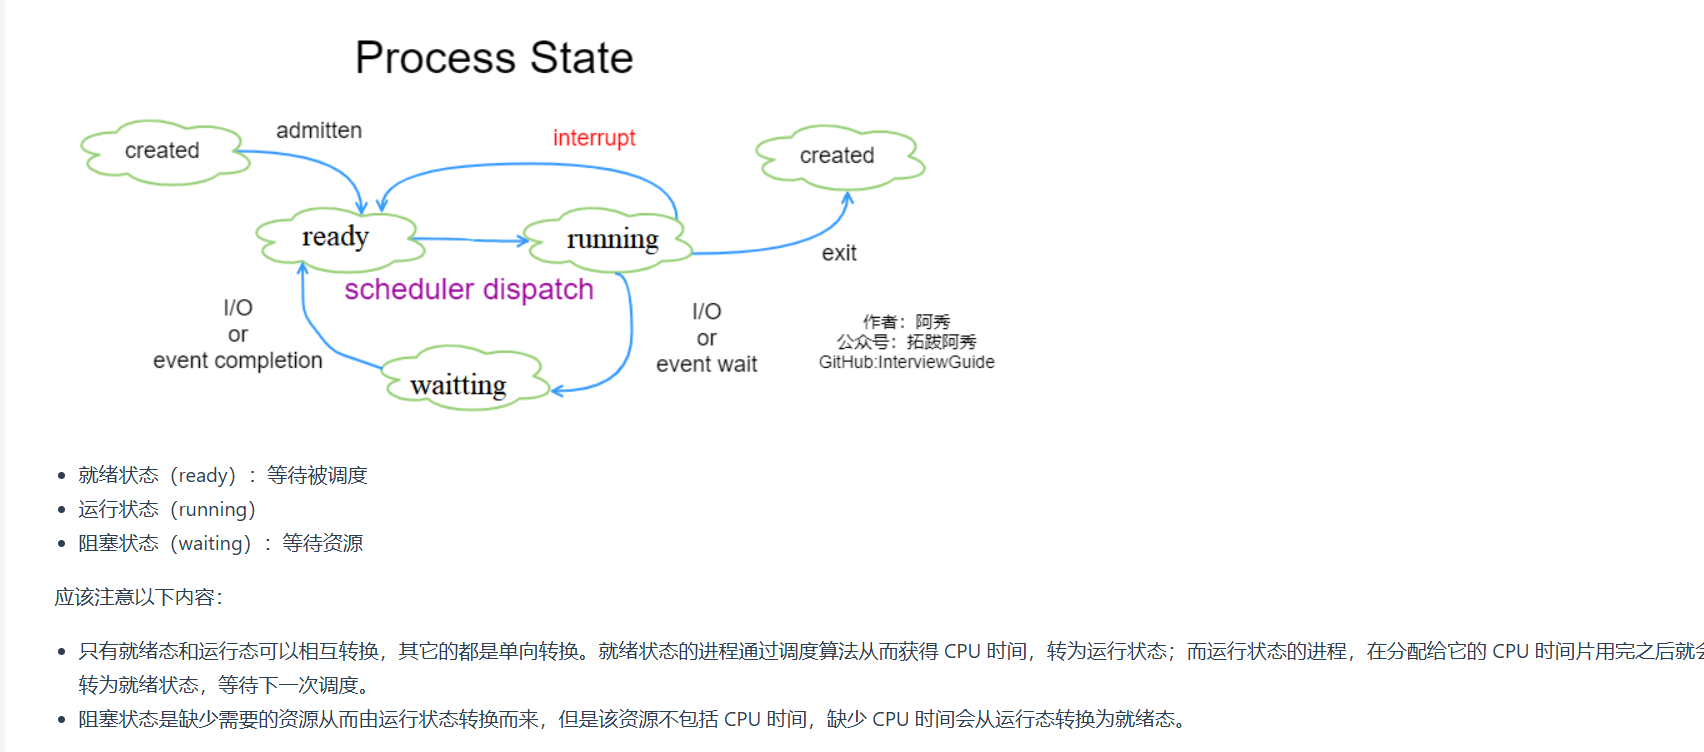 Process State
created
admitten
interrupt
created
ready
running
exit
scheduler dispatch
I/O
or
event completion
I/O
or
event wait
waitting
作者：阿秀
公众号：拓跋阿秀
GitHub:InterviewGuide
就绪状态（ready）：等待被调度
运行状态（running）
阻塞状态（waiting）：等待资源
应该注意以下内容：
只有就绪态和运行态可以相互转换，其它的都是单向转换。就绪状态的进程通过调度算法从而获得 CPU 时间，转为运行状态；而运行状态的进程，在分配给它的 CPU 时间片用完之后就会
转为就绪状态，等待下一次调度。
阻塞状态是缺少需要的资源从而由运行状态转换而来，但是该资源不包括 CPU 时间，缺少 CPU 时间会从运行态转换为就绪态。